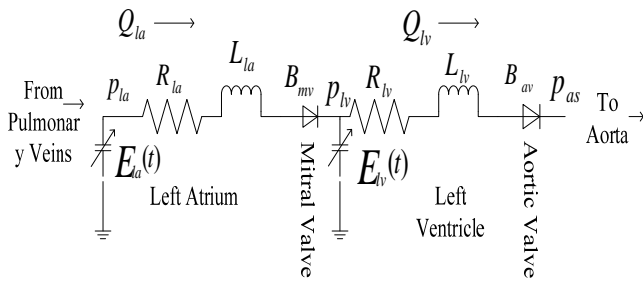 Q_la
Q_lv
From
Pulmonar
y Veins
p_la
R_la
L_la
B_mv
p_lv
R_lv
L_lv
B_av
p_as
To
Aorta
E_la(t)
E_lv(t)
Left Atrium
Mitral Valve
Left
Ventricle
Aortic Valve